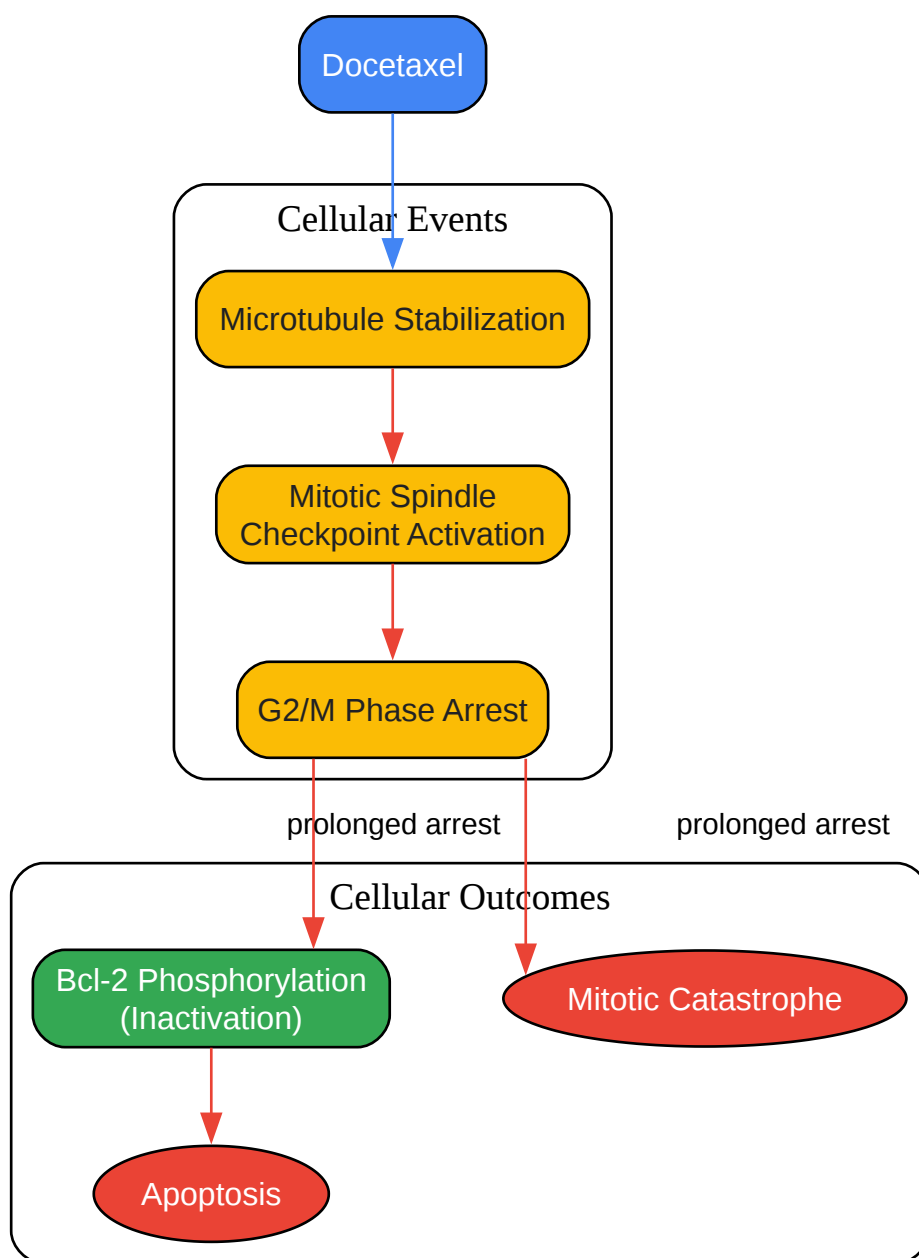 Docetaxel
Cellular Events
Microtubule Stabilization
Mitotic Spindle
Checkpoint Activation
G2/M Phase Arrest
prolonged arrest
prolonged arrest
Cellular Outcomes
Bcl-2 Phosphorylation
(Inactivation)
Mitotic Catastrophe
Apoptosis